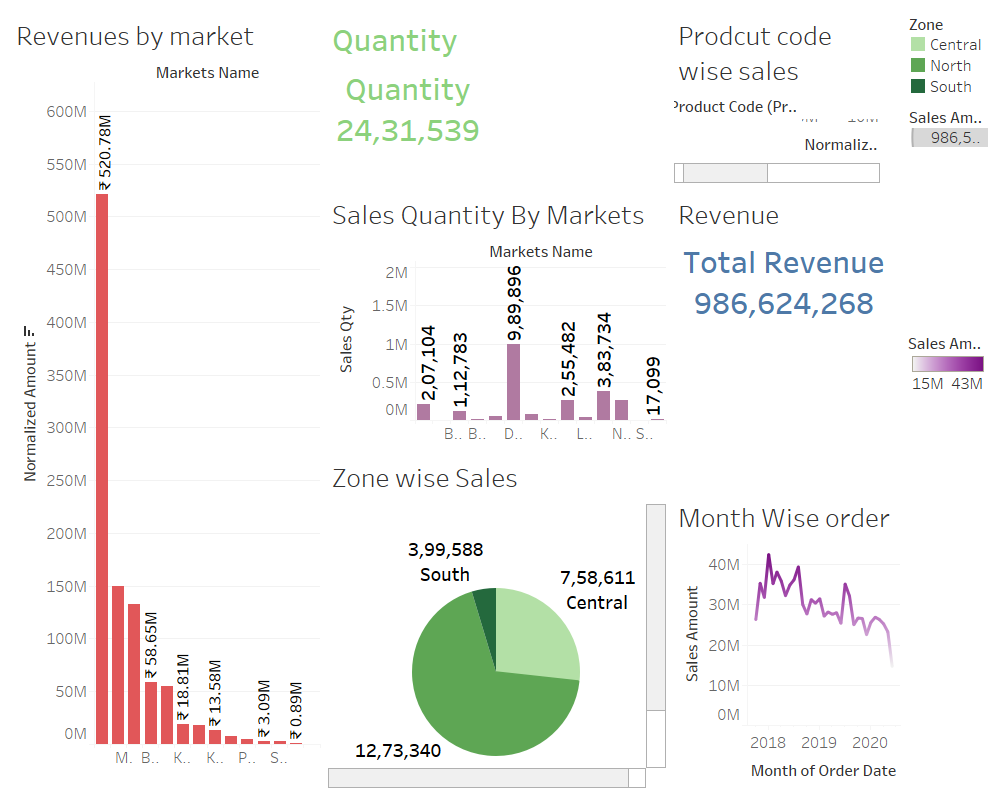 Revenues by market
Markets Name
600M
550M
500M
450M
400M
350M
300M
250M
200M
150M
100M
50M
0M
Normalized Amount
₹ 520.78M
₹ 58.65M
₹ 18.81M
₹ 13.58M
₹ 3.09M
₹ 0.89M
M.
B..
K..
K..
P..
S..
Quantity
Quantity
24,31,539
Sales Quantity By Markets
Markets Name
2M
1.5M
1M
0.5M
0M
Sales Qty
2,07,104
1,12,783
9,89,896
2,55,482
3,83,734
17,099
B..
B..
D..
K..
L..
N..
S..
Zone wise Sales
3,99,588
South
7,58,611
Central
12,73,340
Prodcut code
wise sales
Product Code (Pr..
Normaliz..
Revenue
Total Revenue
986,624,268
Month Wise order
40M
30M
20M
10M
0M
Sales Amount
2018
2019
2020
Month of Order Date
Zone
Central
North
South
Sales Am..
986,5..
Sales Am..
15M
43M